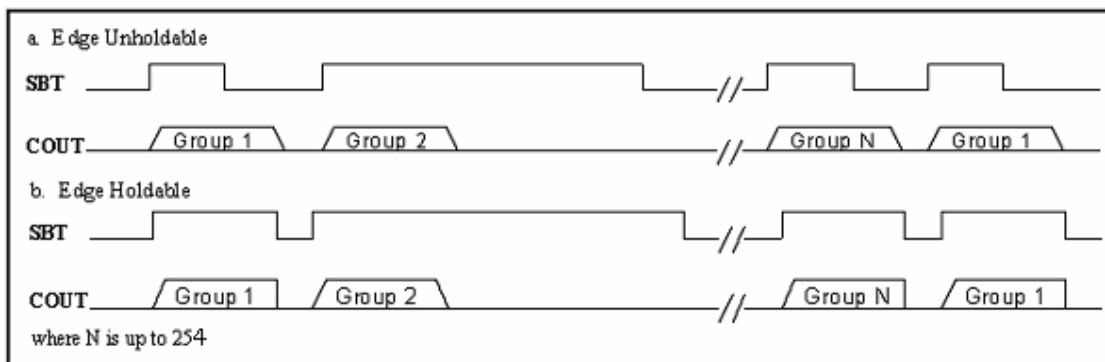 a. Edge Unholdable
SBT
COUT Group 1 Group 2 Group N Group 1
b. Edge Holdable
SBT
COUT Group 1 Group 2 Group N Group 1
where N is up to 254